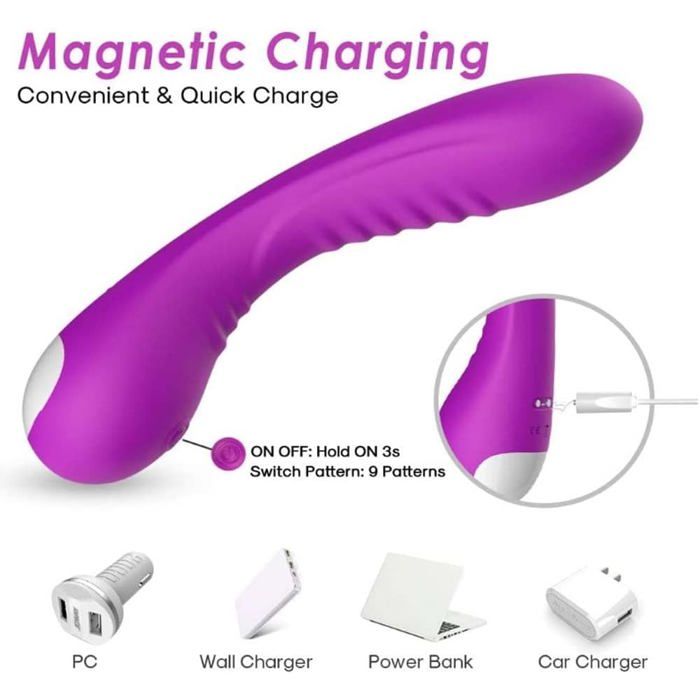 Magnetic Charging
Convenient & Quick Charge
ON OFF: Hold ON 3s
Switch Pattern: 9 Patterns
CE
PC
Wall Charger
Power Bank
Car Charger